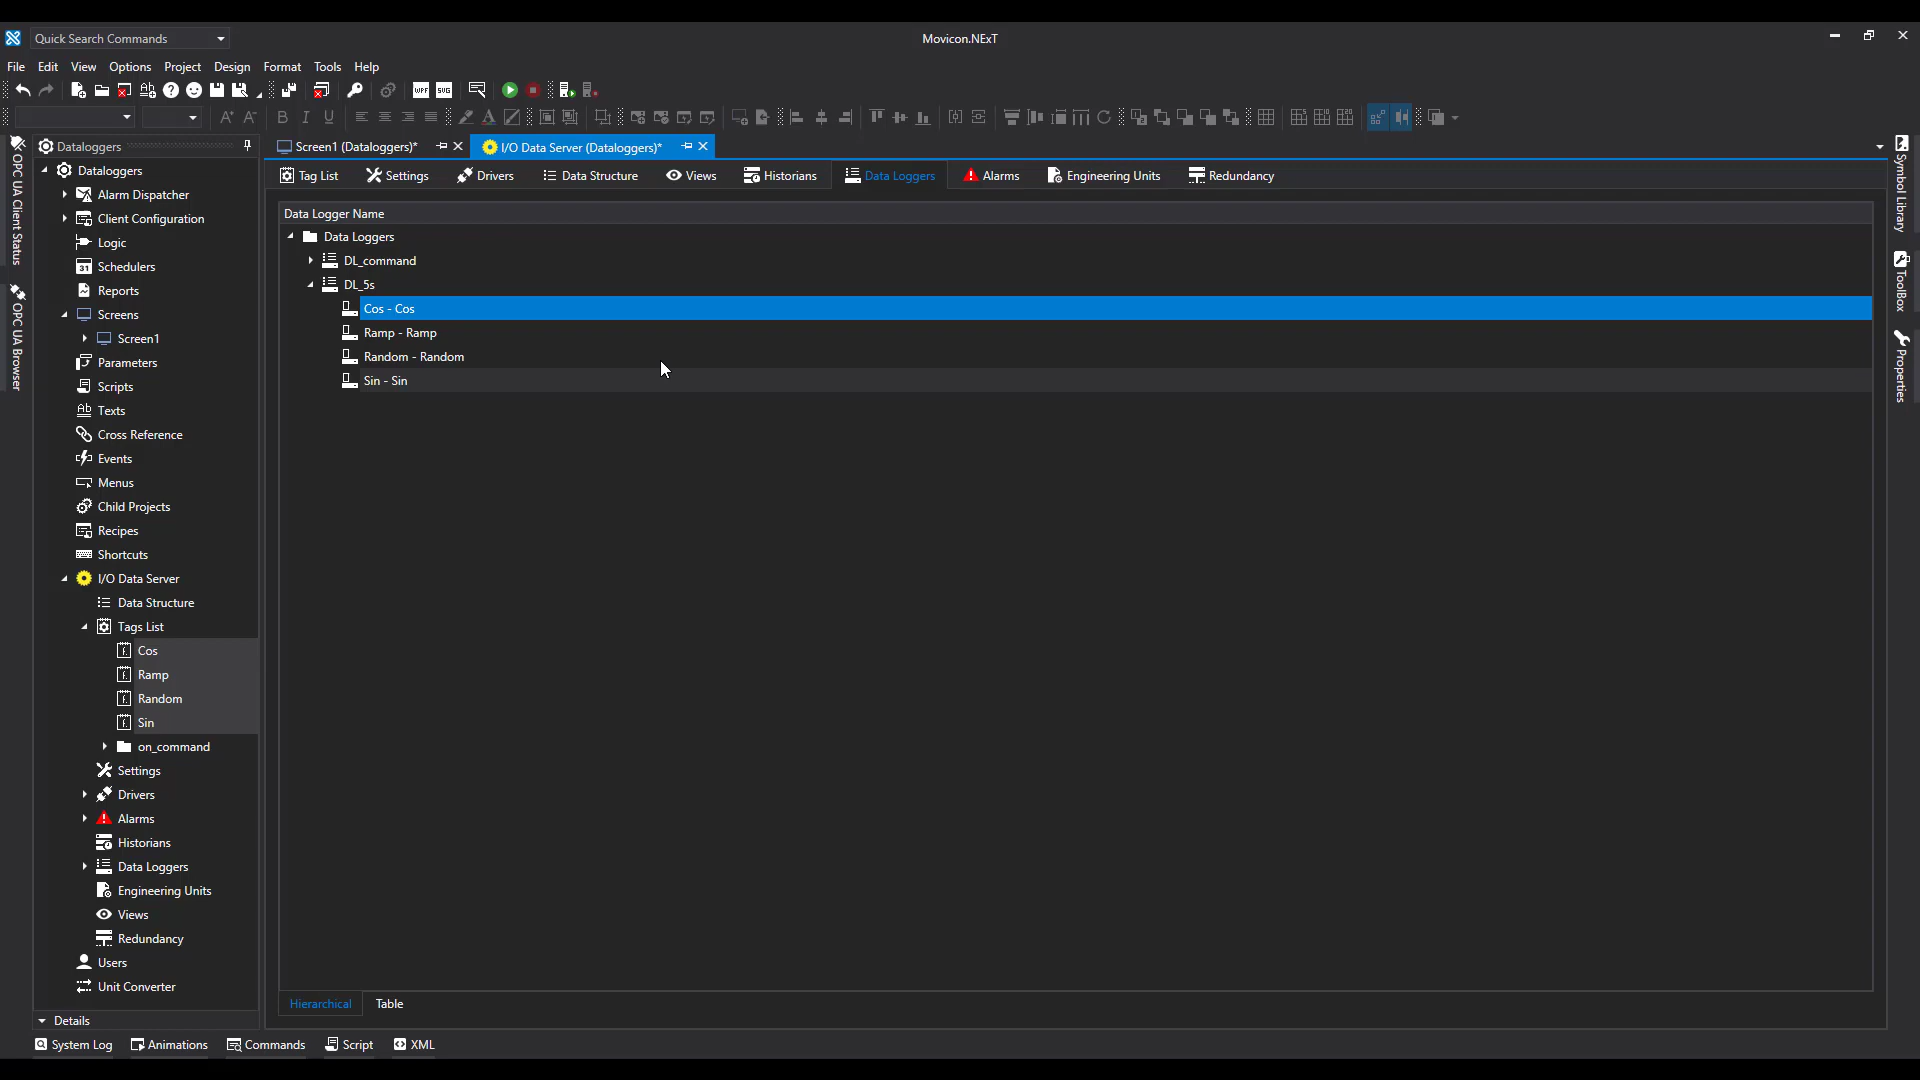 Quick Search Commands
Movicon.NExT
File Edit View Options Project Design Format Tools Help
WPF SVG
Dataloggers
Screen1 (Dataloggers)*
I/O Data Server (Dataloggers)*
Tag List Settings Drivers Data Structure Views Historians Data Loggers Alarms Engineering Units Redundancy
OPC UA Client Status
OPC UA Browser
Dataloggers
Alarm Dispatcher
Client Configuration
Logic
Schedulers
Reports
Screens
Screen1
Parameters
Scripts
Texts
Cross Reference
Events
Menus
Child Projects
Recipes
Shortcuts
I/O Data Server
Data Structure
Tags List
Cos
Ramp
Random
Sin
on_command
Settings
Drivers
Alarms
Historians
Data Loggers
Engineering Units
Views
Redundancy
Users
Unit Converter
Details
Data Logger Name
Data Loggers
DL_command
DL_5s
Cos - Cos
Ramp - Ramp
Random - Random
Sin - Sin
Hierarchical Table
Symbol Library
ToolBox
Properties
System Log Animations Commands Script XML